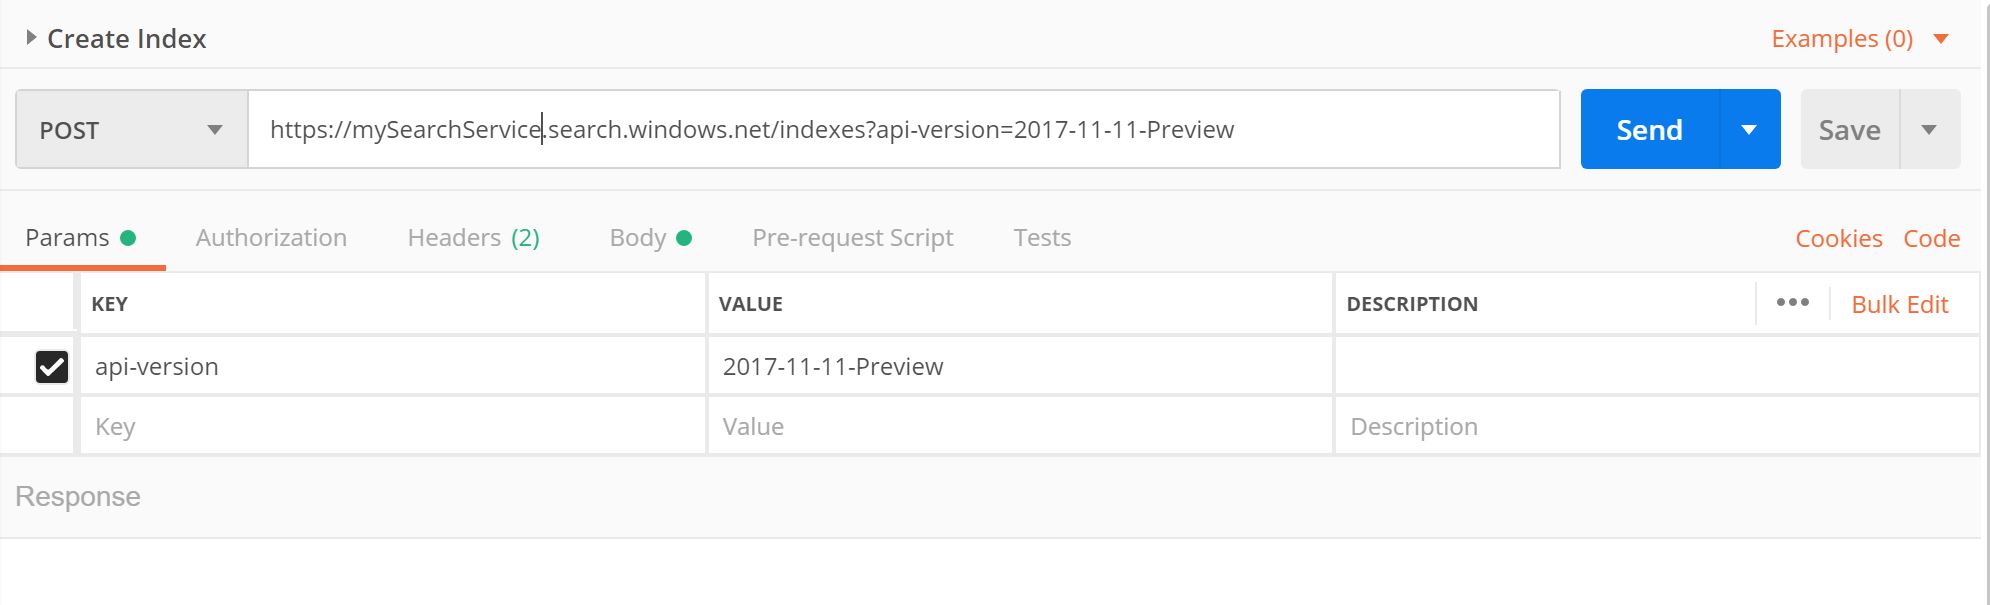 Create Index
Examples (0)
POST
https://mySearchService.search.windows.net/indexes?api-version=2017-11-11-Preview
Send
Save
Params
Authorization
Headers (2)
Body
Pre-request Script
Tests
Cookies
Code
KEY
VALUE
DESCRIPTION
Bulk Edit
api-version
2017-11-11-Preview
Key
Value
Description
Response